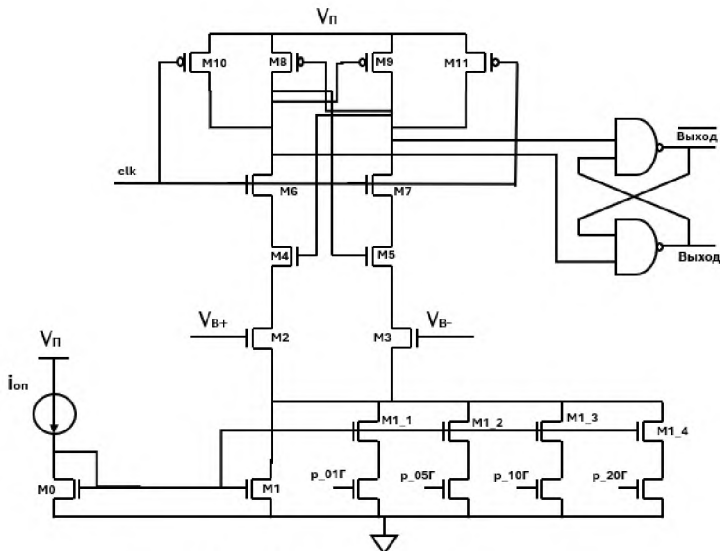 Vп
M10
M8
M9
M11
clk
M6
M7
Выход
M4
M5
Выход
VB+
M2
M3
VB-
Vп
iоп
M1_1
M1_2
M1_3
M1_4
M0
M1
p_01Г
p_05Г
p_10Г
p_20Г